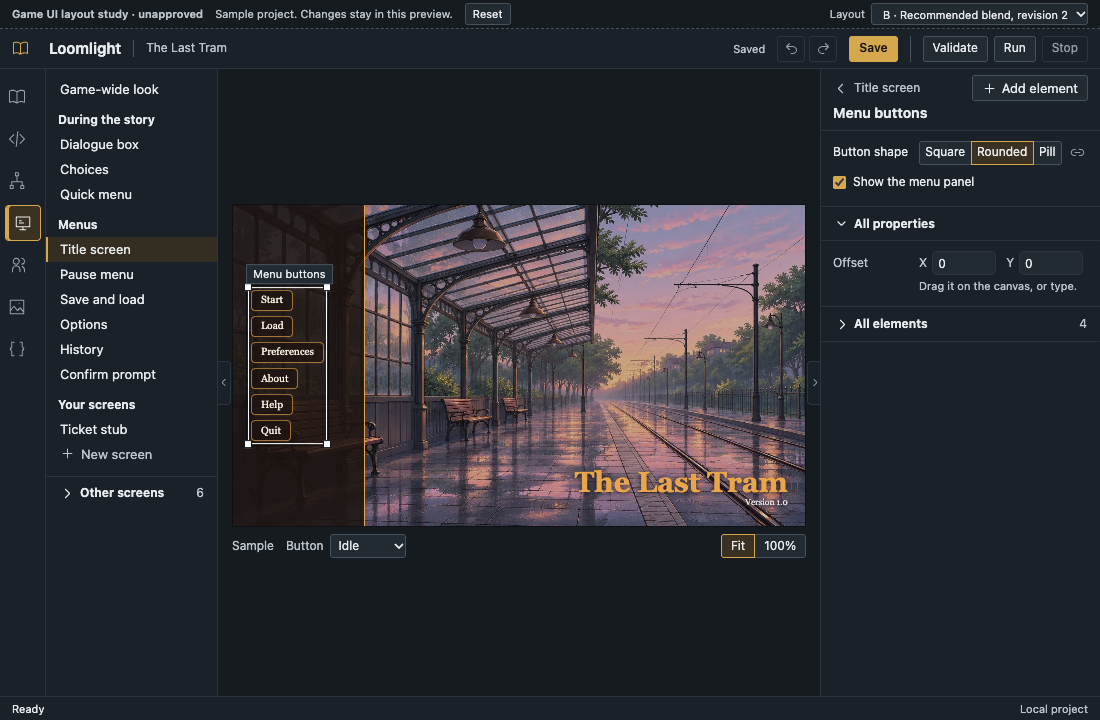 Game UI layout study · unapproved Sample project. Changes stay in this preview. Reset Layout B · Recommended blend, revision 2
Loomlight The Last Tram Saved Save Validate Run Stop
Game-wide look
During the story
Dialogue box
Choices
Quick menu
Menus
Title screen
Pause menu
Save and load
Options
History
Confirm prompt
Your screens
Ticket stub
New screen
Other screens 6
Menu buttons
Start
Load
Preferences
About
Help
Quit
The Last Tram
Version 1.0
Sample Button Idle Fit 100%
Title screen Add element
Menu buttons
Button shape Square Rounded Pill
Show the menu panel
All properties
Offset X 0 Y 0
Drag it on the canvas, or type.
All elements 4
Ready Local project